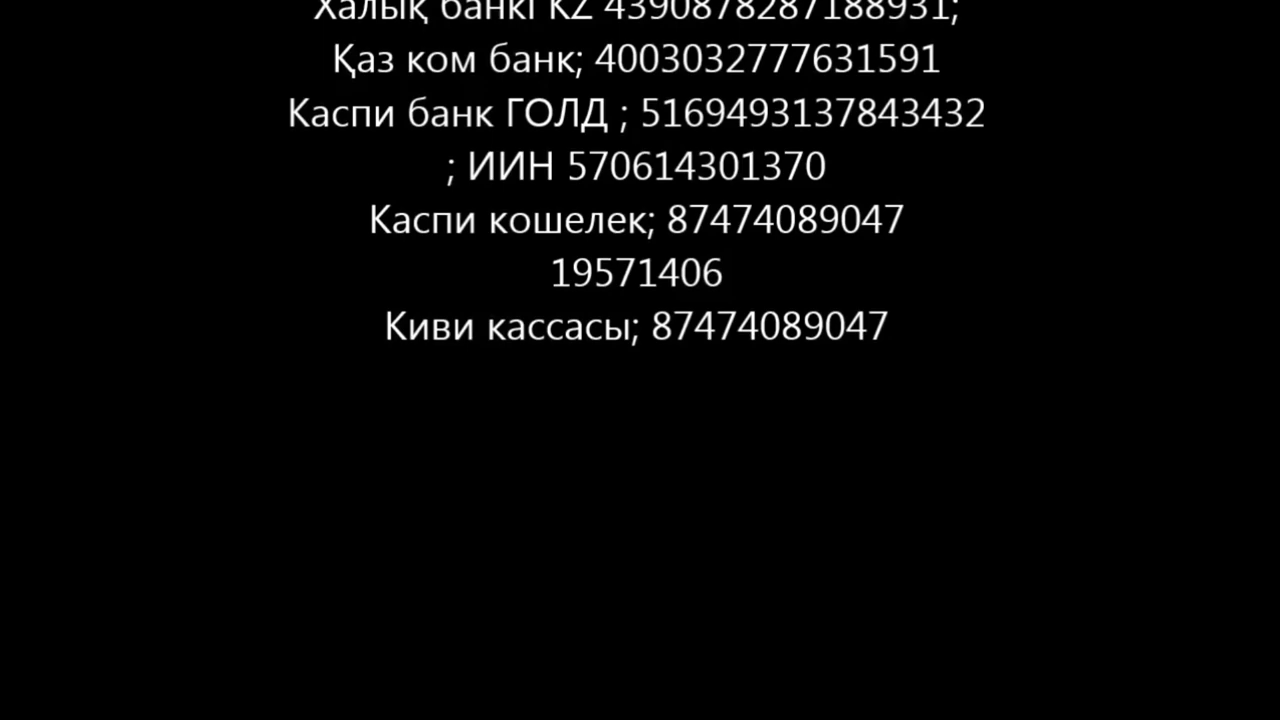 Халық банкі KZ 4390878287188931;
Қаз ком банк; 4003032777631591
Каспи банк ГОЛД ; 5169493137843432
; ИИН 570614301370
Каспи кошелек; 87474089047
19571406
Киви кассасы; 87474089047